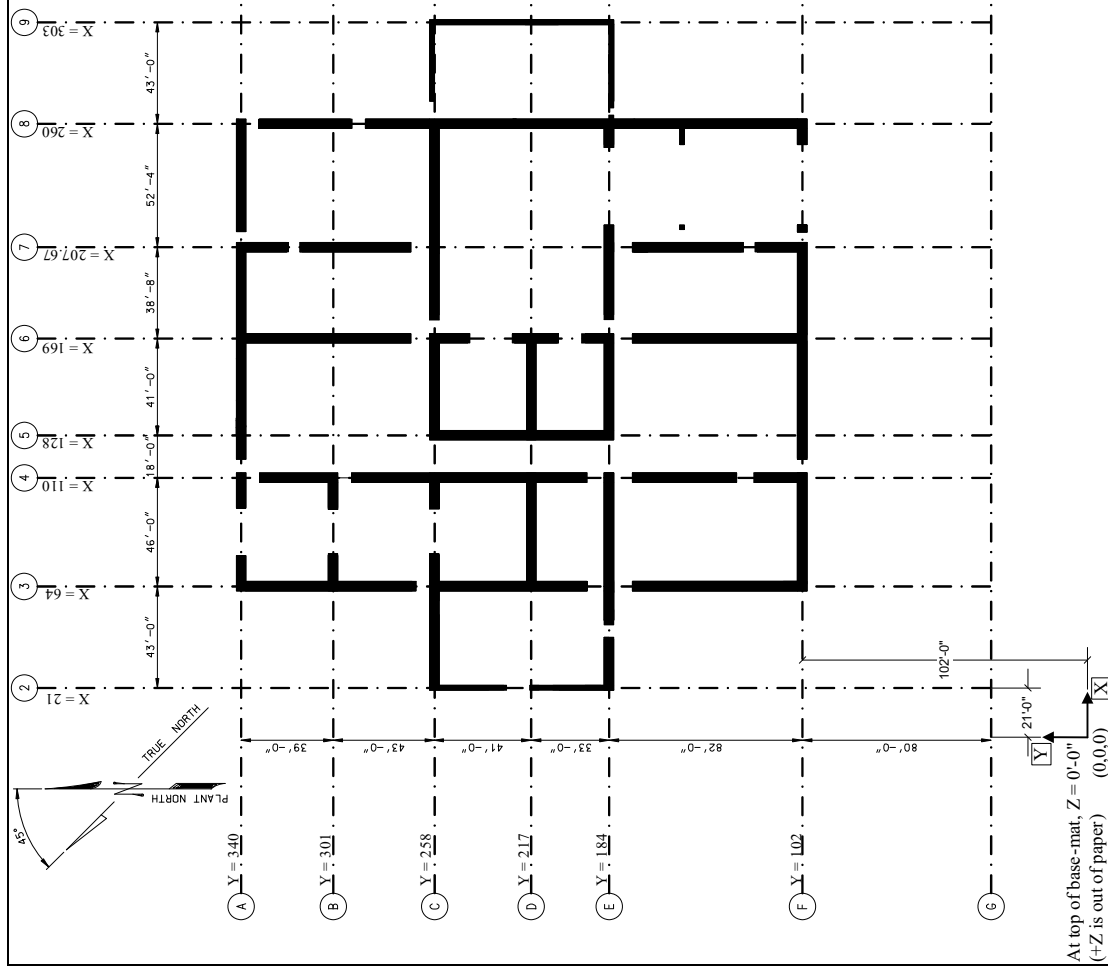 2
3
4
5
6
7
8
9
X = 21
X = 64
X = 110
X = 128
X = 169
X = 207.67
X = 260
X = 303
43'-0"
46'-0"
18'-0"
41'-0"
38'-8"
52'-4"
43'-0"
45°
TRUE NORTH
PLANT NORTH
N
A
Y = 340
39'-0"
B
Y = 301
43'-0"
C
Y = 258
41'-0"
D
Y = 217
33'-0"
E
Y = 184
82'-0"
F
Y = 102
80'-0"
G
102'-0"
21'-0"
Y
X
At top of base-mat, Z = 0'-0"
(+Z is out of paper)
(0,0,0)